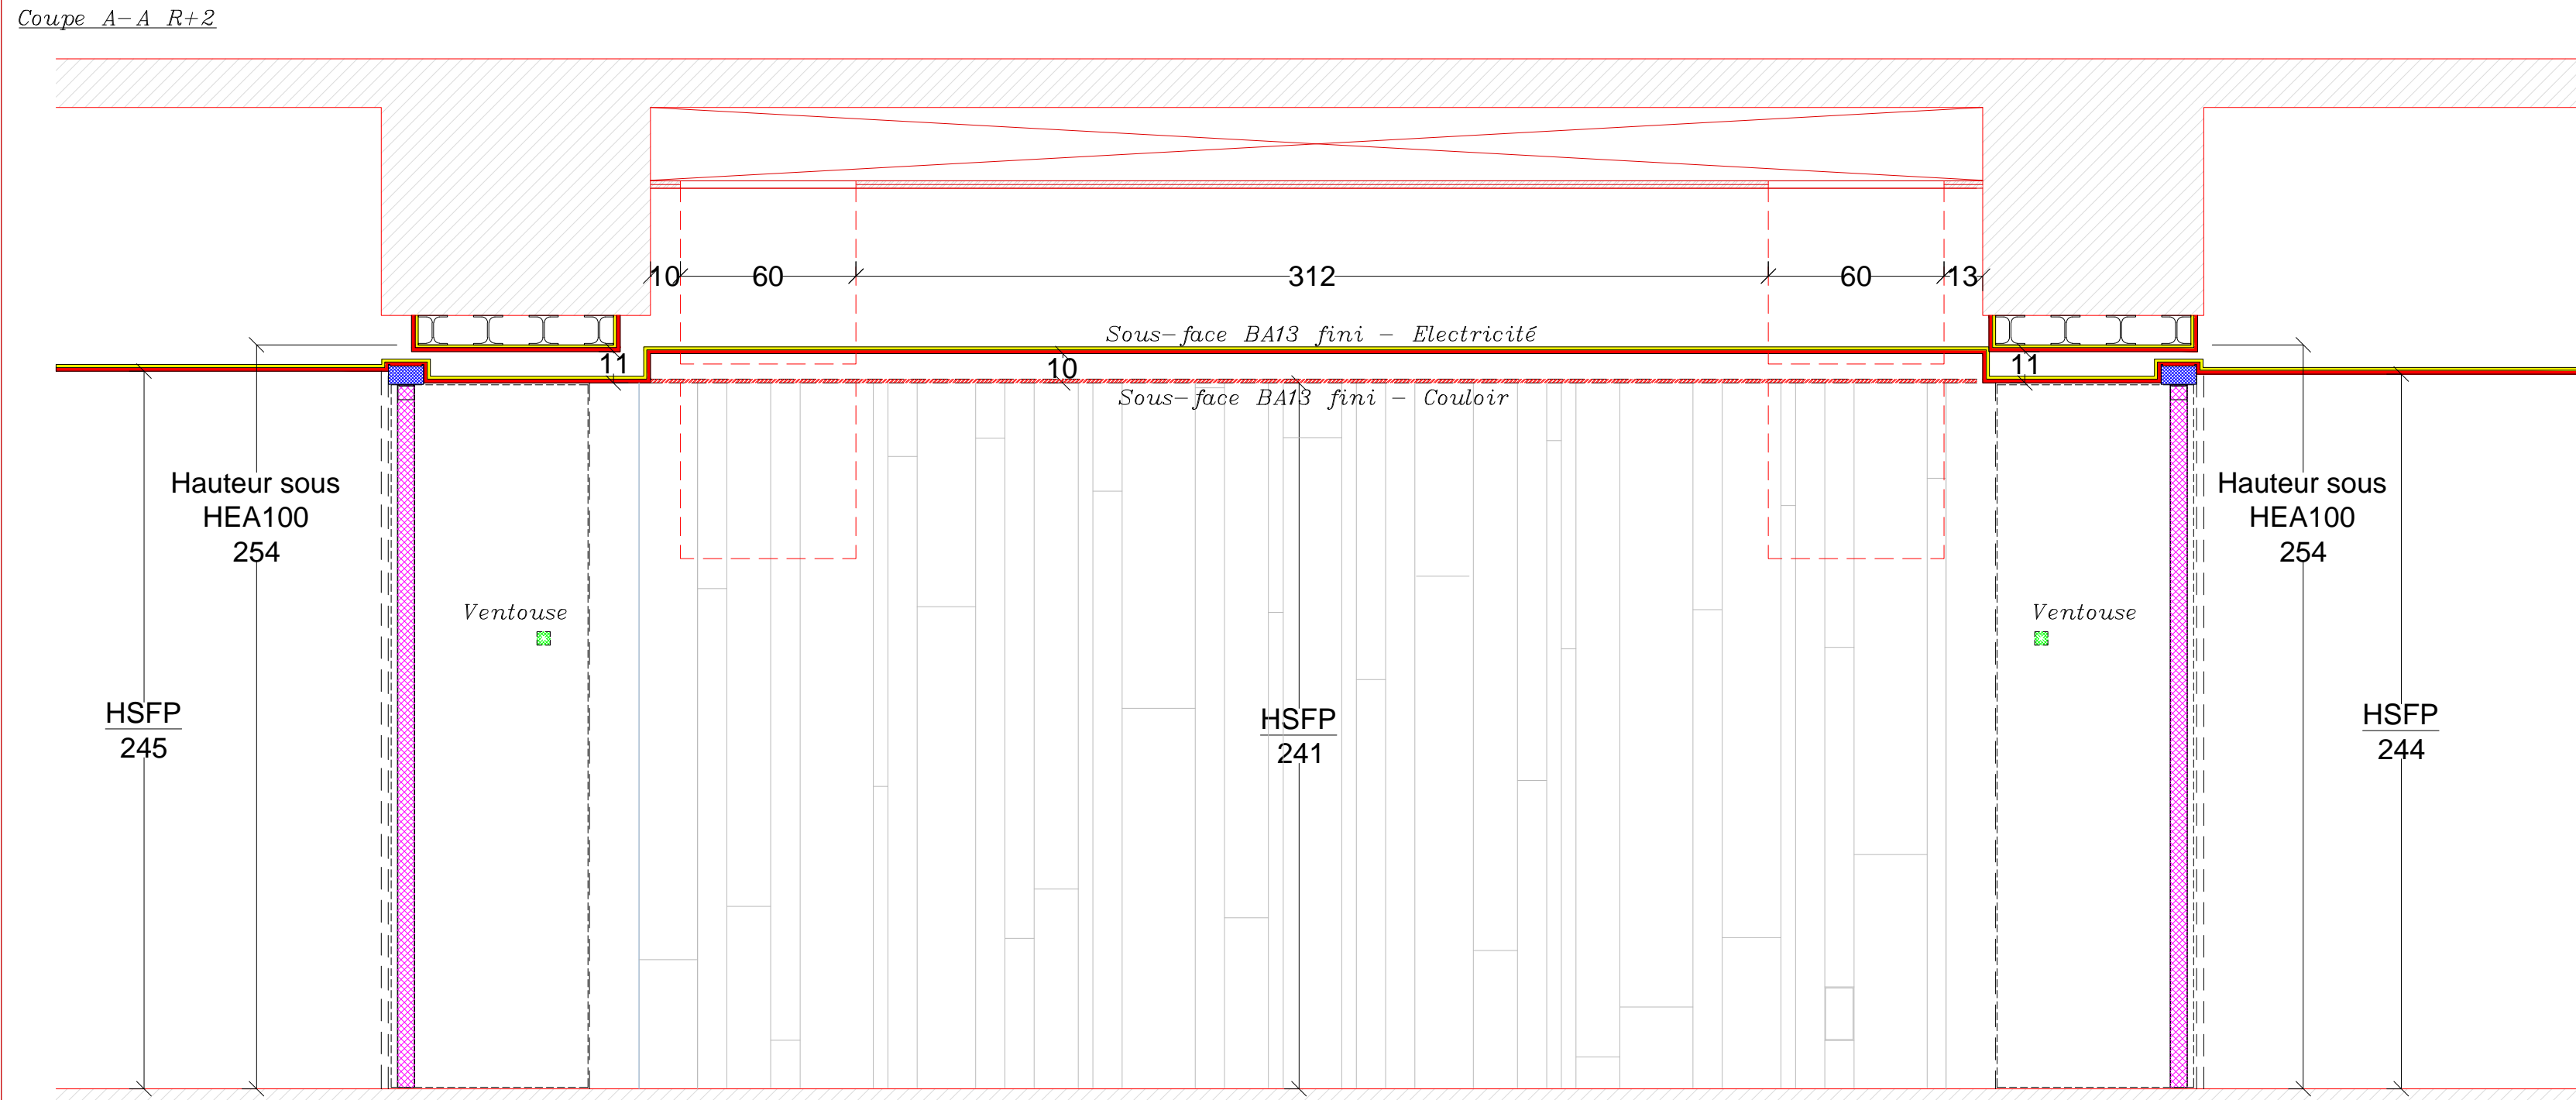 Coupe A-A R+2
10
60
312
60
13
Sous-face BA13 fini - Electricité
11
10
11
Sous-face BA13 fini - Couloir
Hauteur sous
HEA100
254
Hauteur sous
HEA100
254
Ventouse
Ventouse
HSFP
245
HSFP
241
HSFP
244